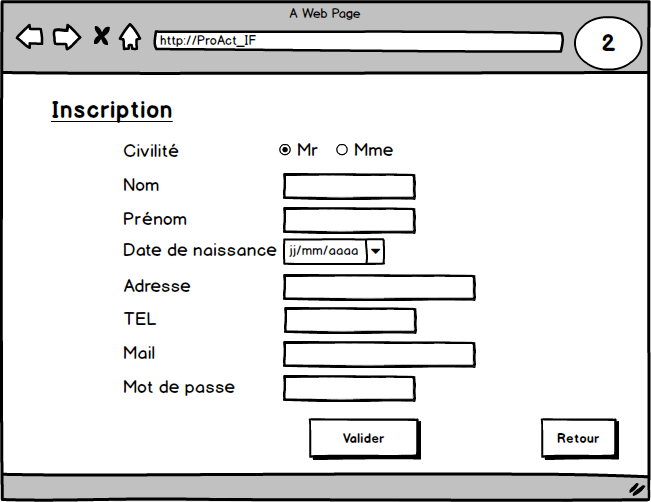 A Web Page
http://ProAct_IF
2
Inscription
Civilité Mr Mme
Nom
Prénom
Date de naissance jj/mm/aaaa
Adresse
TEL
Mail
Mot de passe
Valider Retour